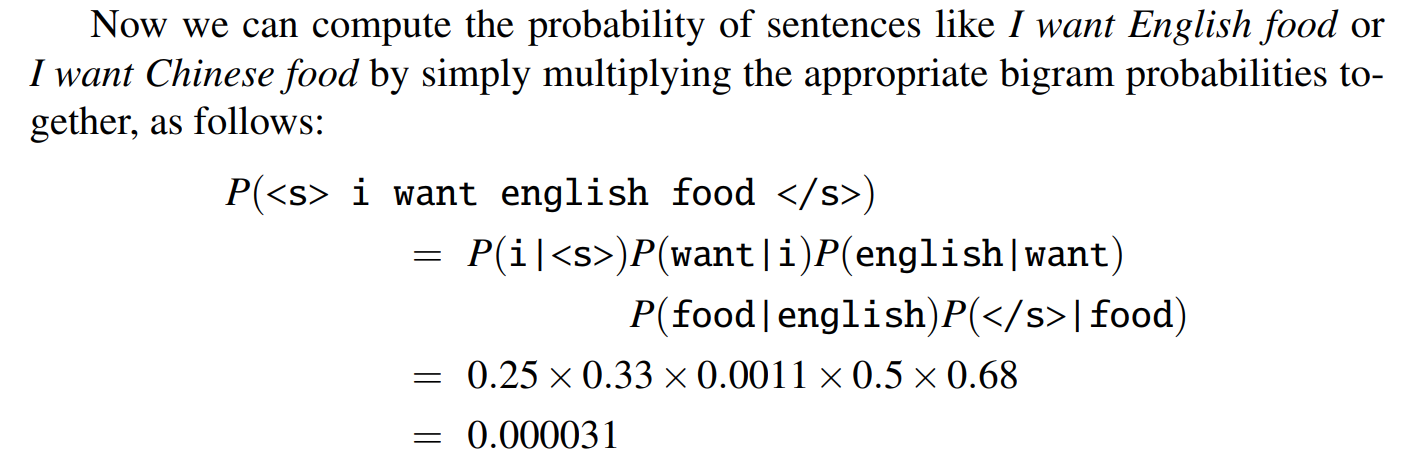 Now we can compute the probability of sentences like I want English food or
I want Chinese food by simply multiplying the appropriate bigram probabilities to-
gether, as follows:
P(<s> i want english food </s>)
= P(i|<s>)P(want|i)P(english|want)
P(food|english)P(</s>|food)
= 0.25 × 0.33 × 0.0011 × 0.5 × 0.68
= 0.000031